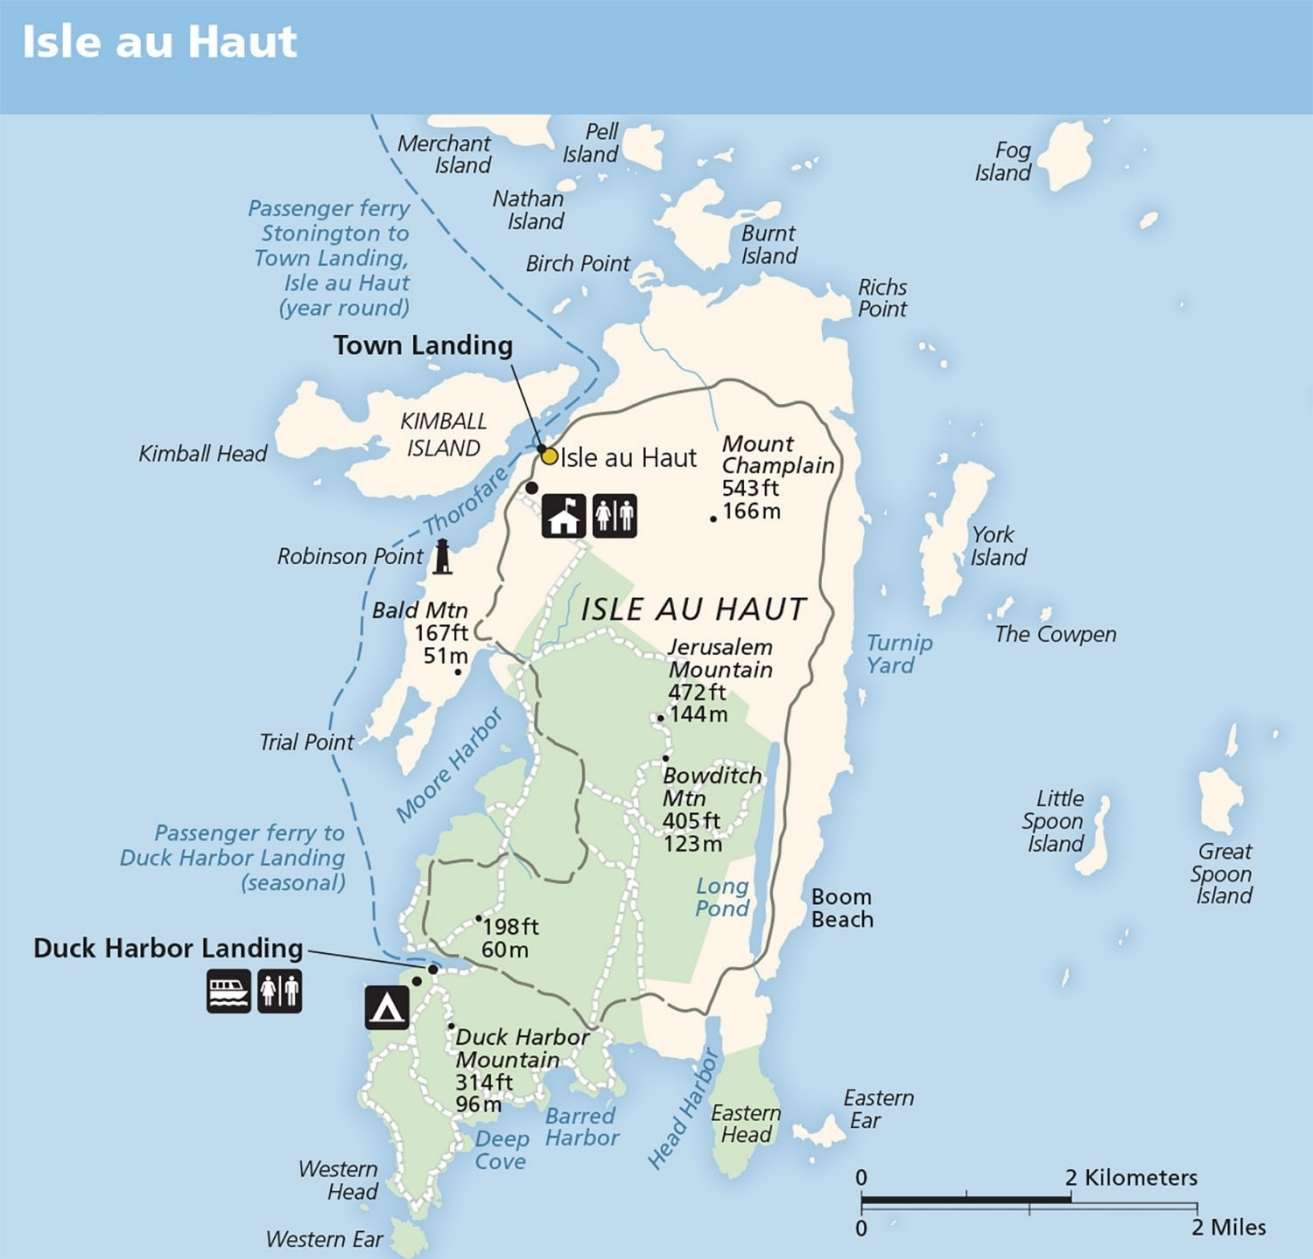 Isle au Haut
Merchant
Island
Pell
Island
Fog
Island
Nathan
Island
Passenger ferry
Stonington to
Town Landing,
Isle au Haut
(year round)
Burnt
Island
Birch Point
Richs
Point
Town Landing
KIMBALL
ISLAND
Kimball Head
Isle au Haut
Mount
Champlain
543 ft
166 m
Thorofare
Robinson Point
York
Island
Bald Mtn
167 ft
51 m
ISLE AU HAUT
The Cowpen
Turnip
Yard
Jerusalem
Mountain
472 ft
144 m
Trial Point
Moore Harbor
Bowditch
Mtn
405 ft
123 m
Passenger ferry to
Duck Harbor Landing
(seasonal)
Little
Spoon
Island
Great
Spoon
Island
Long
Pond
Boom
Beach
198 ft
60 m
Duck Harbor Landing
Duck Harbor
Mountain
314 ft
96 m
Barred
Harbor
Head Harbor
Eastern
Head
Eastern
Ear
Deep
Cove
Western
Head
Western Ear
0 2 Kilometers
0 2 Miles